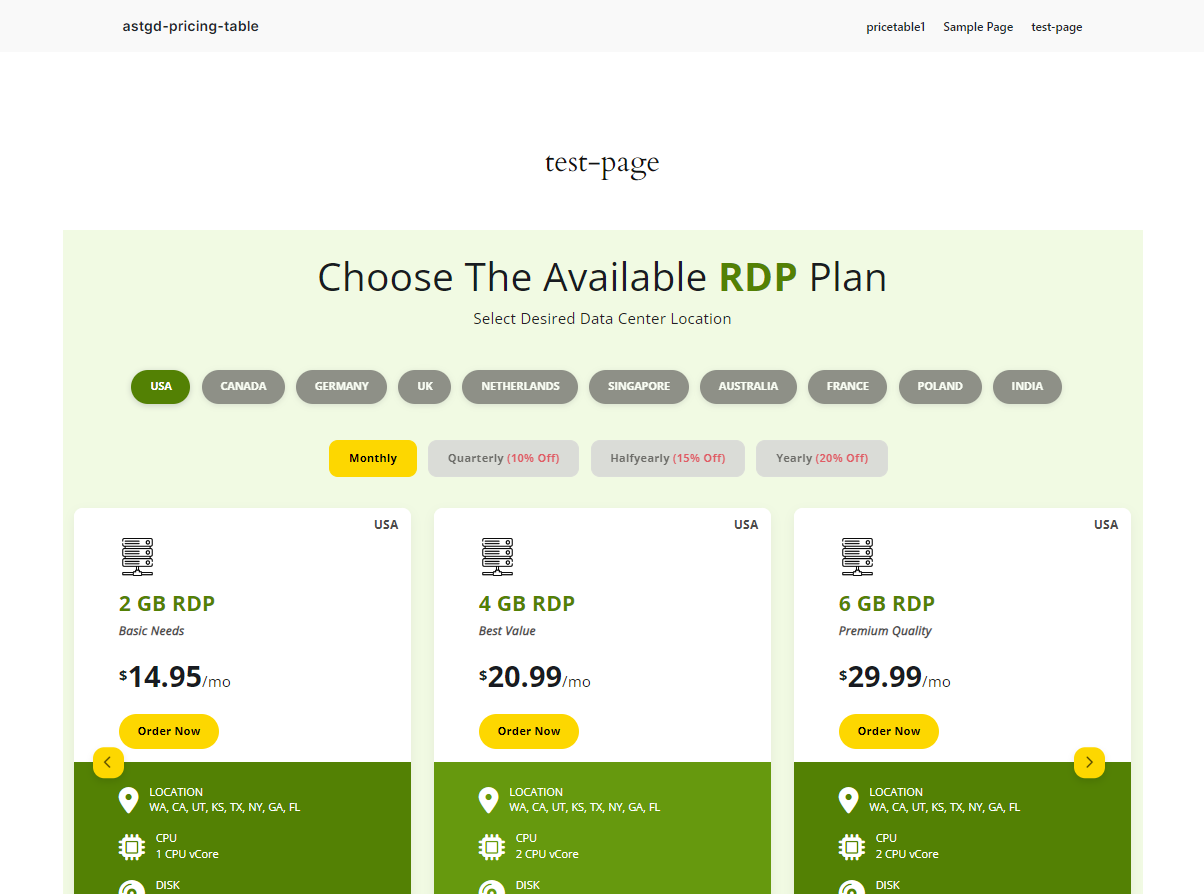 astgd-pricing-table
pricetable1 Sample Page test-page
test-page
Choose The Available RDP Plan
Select Desired Data Center Location
USA CANADA GERMANY UK NETHERLANDS SINGAPORE AUSTRALIA FRANCE POLAND INDIA
Monthly Quarterly (10% Off) Halfyearly (15% Off) Yearly (20% Off)
USA
2 GB RDP
Basic Needs
$14.95/mo
Order Now
LOCATION
WA, CA, UT, KS, TX, NY, GA, FL
CPU
1 CPU vCore
DISK
USA
4 GB RDP
Best Value
$20.99/mo
Order Now
LOCATION
WA, CA, UT, KS, TX, NY, GA, FL
CPU
2 CPU vCore
DISK
USA
6 GB RDP
Premium Quality
$29.99/mo
Order Now
LOCATION
WA, CA, UT, KS, TX, NY, GA, FL
CPU
2 CPU vCore
DISK